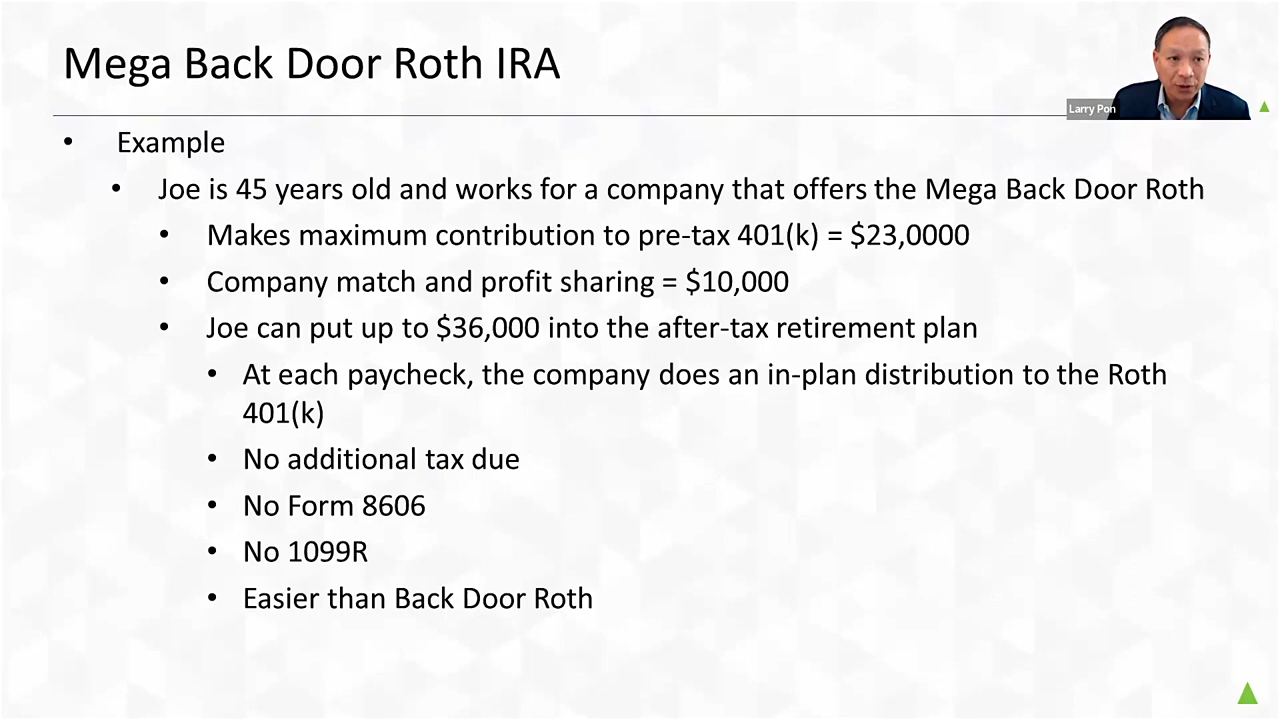 Mega Back Door Roth IRA
Larry Pon
• Example
• Joe is 45 years old and works for a company that offers the Mega Back Door Roth
• Makes maximum contribution to pre-tax 401(k) = $23,0000
• Company match and profit sharing = $10,000
• Joe can put up to $36,000 into the after-tax retirement plan
• At each paycheck, the company does an in-plan distribution to the Roth
401(k)
• No additional tax due
• No Form 8606
• No 1099R
• Easier than Back Door Roth